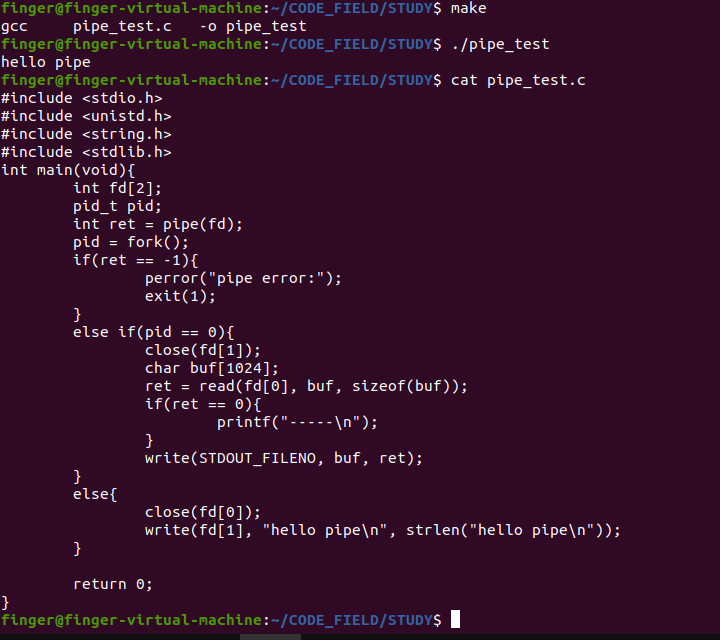 finger@finger-virtual-machine:~/CODE_FIELD/STUDY$ make
gcc     pipe_test.c   -o pipe_test
finger@finger-virtual-machine:~/CODE_FIELD/STUDY$ ./pipe_test
hello pipe
finger@finger-virtual-machine:~/CODE_FIELD/STUDY$ cat pipe_test.c
#include <stdio.h>
#include <unistd.h>
#include <string.h>
#include <stdlib.h>
int main(void){
        int fd[2];
        pid_t pid;
        int ret = pipe(fd);
        pid = fork();
        if(ret == -1){
                perror("pipe error:");
                exit(1);
        }
        else if(pid == 0){
                close(fd[1]);
                char buf[1024];
                ret = read(fd[0], buf, sizeof(buf));
                if(ret == 0){
                        printf("-----\n");
                }
                write(STDOUT_FILENO, buf, ret);
        }
        else{
                close(fd[0]);
                write(fd[1], "hello pipe\n", strlen("hello pipe\n"));
        }

        return 0;
}
finger@finger-virtual-machine:~/CODE_FIELD/STUDY$